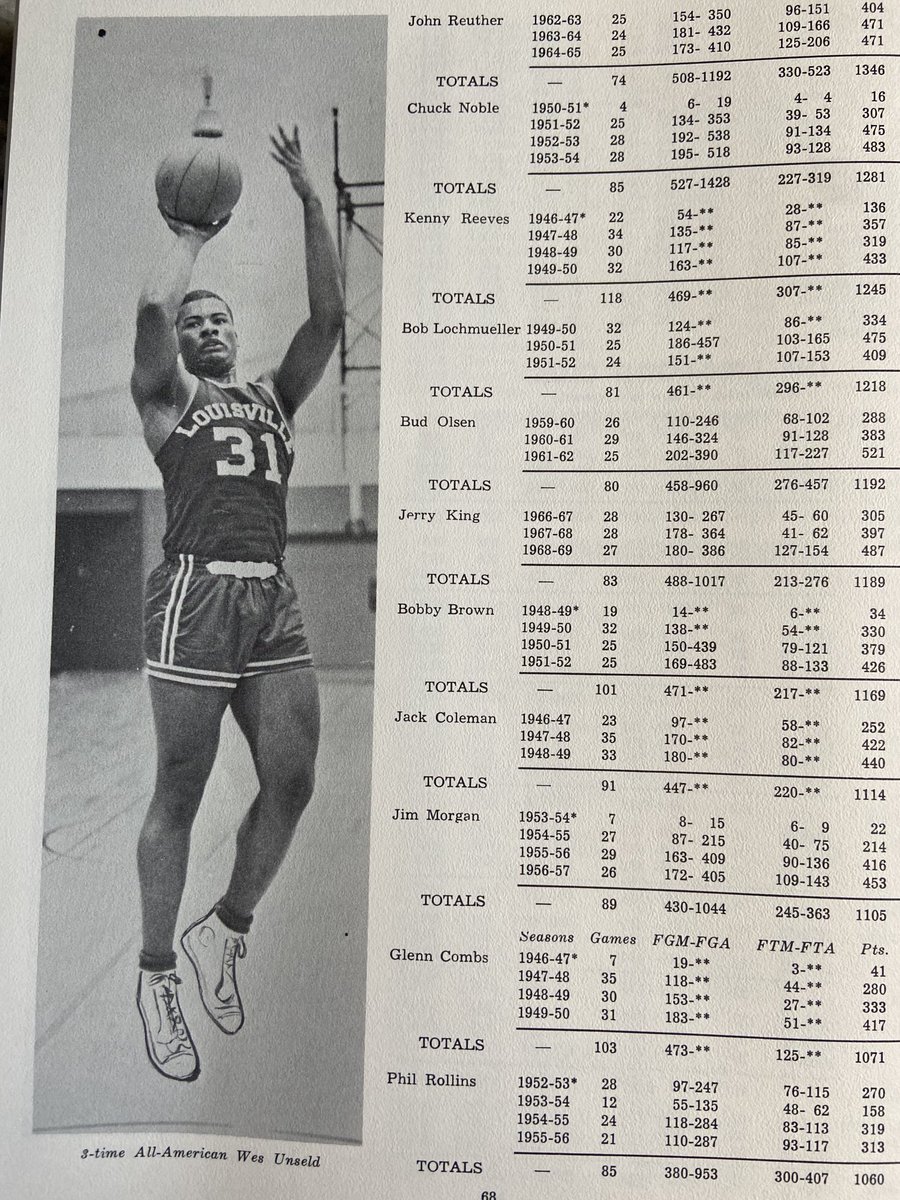 LOUISVILL
31
3-time All-American Wes Unseld
John Reuther 1962-63 25 154- 350 96-151 404
1963-64 24 181- 432 109-166 471
1964-65 25 173- 410 125-206 471
TOTALS — 74 508-1192 330-523 1346
Chuck Noble 1950-51* 4 6- 19 4- 4 16
1951-52 25 134- 353 39- 53 307
1952-53 28 192- 538 91-134 475
1953-54 28 195- 518 93-128 483
TOTALS — 85 527-1428 227-319 1281
Kenny Reeves 1946-47* 22 54-** 28-** 136
1947-48 34 135-** 87-** 357
1948-49 30 117-** 85-** 319
1949-50 32 163-** 107-** 433
TOTALS — 118 469-** 307-** 1245
Bob Lochmueller 1949-50 32 124-** 86-** 334
1950-51 25 186-457 103-165 475
1951-52 24 151-** 107-153 409
TOTALS — 81 461-** 296-** 1218
Bud Olsen 1959-60 26 110-246 68-102 288
1960-61 29 146-324 91-128 383
1961-62 25 202-390 117-227 521
TOTALS — 80 458-960 276-457 1192
Jerry King 1966-67 28 130- 267 45- 60 305
1967-68 28 178- 364 41- 62 397
1968-69 27 180- 386 127-154 487
TOTALS — 83 488-1017 213-276 1189
Bobby Brown 1948-49* 19 14-** 6-** 34
1949-50 32 138-** 54-** 330
1950-51 25 150-439 79-121 379
1951-52 25 169-483 88-133 426
TOTALS — 101 471-** 217-** 1169
Jack Coleman 1946-47 23 97-** 58-** 252
1947-48 35 170-** 82-** 422
1948-49 33 180-** 80-** 440
TOTALS — 91 447-** 220-** 1114
Jim Morgan 1953-54* 7 8- 15 6- 9 22
1954-55 27 87- 215 40- 75 214
1955-56 29 163- 409 90-136 416
1956-57 26 172- 405 109-143 453
TOTALS — 89 430-1044 245-363 1105
Seasons Games FGM-FGA FTM-FTA Pts.
Glenn Combs 1946-47* 7 19-** 3-** 41
1947-48 35 118-** 44-** 280
1948-49 30 153-** 27-** 333
1949-50 31 183-** 51-** 417
TOTALS — 103 473-** 125-** 1071
Phil Rollins 1952-53* 28 97-247 76-115 270
1953-54 12 55-135 48- 62 158
1954-55 24 118-284 83-113 319
1955-56 21 110-287 93-117 313
TOTALS — 85 380-953 300-407 1060
68